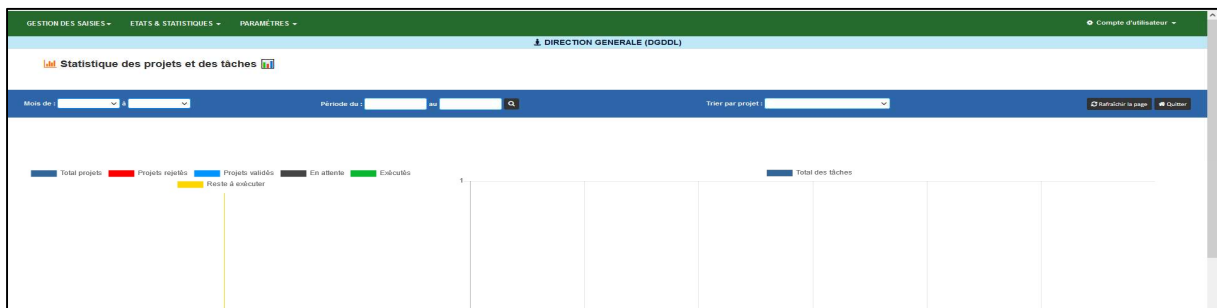 GESTION DES SAISIES ETATS & STATISTIQUES PARAMÈTRES Compte d'utilisateur
DIRECTION GENERALE (DGDDL)
Statistique des projets et des tâches
Mois de : à Période du : au Trier par projet : Rafraîchir la page Quitter
Total projets Projets rejetés Projets validés En attente Exécutés Total des tâches
Reste à exécuter 1